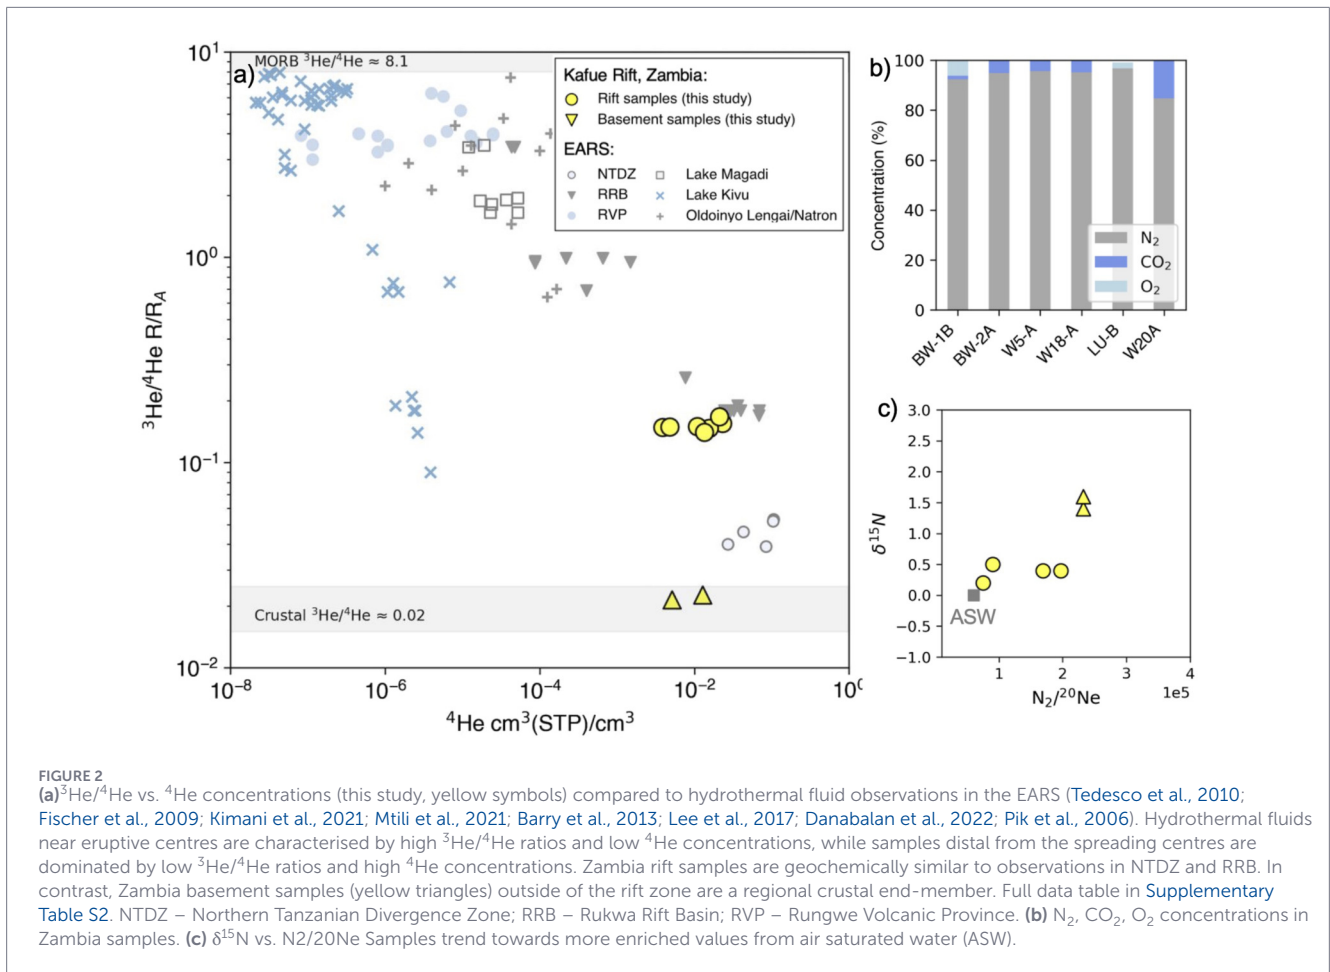 a)
MORB ³He/⁴He ≈ 8.1
Kafue Rift, Zambia:
Rift samples (this study)
Basement samples (this study)
EARS:
NTDZ
Lake Magadi
RRB
Lake Kivu
RVP
Oldoinyo Lengai/Natron
10¹
10⁰
10⁻¹
10⁻²
³He/⁴He R/R_A
Crustal ³He/⁴He ≈ 0.02
10⁻⁸
10⁻⁶
10⁻⁴
10⁻²
10⁰
⁴He cm³(STP)/cm³
b)
100
80
60
40
20
0
Concentration (%)
N₂
CO₂
O₂
BW-1B
BW-2A
W5-A
W18-A
LU-B
W20A
c)
3.0
2.5
2.0
1.5
1.0
0.5
0.0
−0.5
−1.0
δ¹⁵N
ASW
1
2
3
4
1e5
N₂/²⁰Ne
FIGURE 2
(a)³He/⁴He vs. ⁴He concentrations (this study, yellow symbols) compared to hydrothermal fluid observations in the EARS (Tedesco et al., 2010;
Fischer et al., 2009; Kimani et al., 2021; Mtili et al., 2021; Barry et al., 2013; Lee et al., 2017; Danabalan et al., 2022; Pik et al., 2006). Hydrothermal fluids
near eruptive centres are characterised by high ³He/⁴He ratios and low ⁴He concentrations, while samples distal from the spreading centres are
dominated by low ³He/⁴He ratios and high ⁴He concentrations. Zambia rift samples are geochemically similar to observations in NTDZ and RRB. In
contrast, Zambia basement samples (yellow triangles) outside of the rift zone are a regional crustal end-member. Full data table in Supplementary
Table S2. NTDZ – Northern Tanzanian Divergence Zone; RRB – Rukwa Rift Basin; RVP – Rungwe Volcanic Province. (b) N₂, CO₂, O₂ concentrations in
Zambia samples. (c) δ¹⁵N vs. N2/20Ne Samples trend towards more enriched values from air saturated water (ASW).